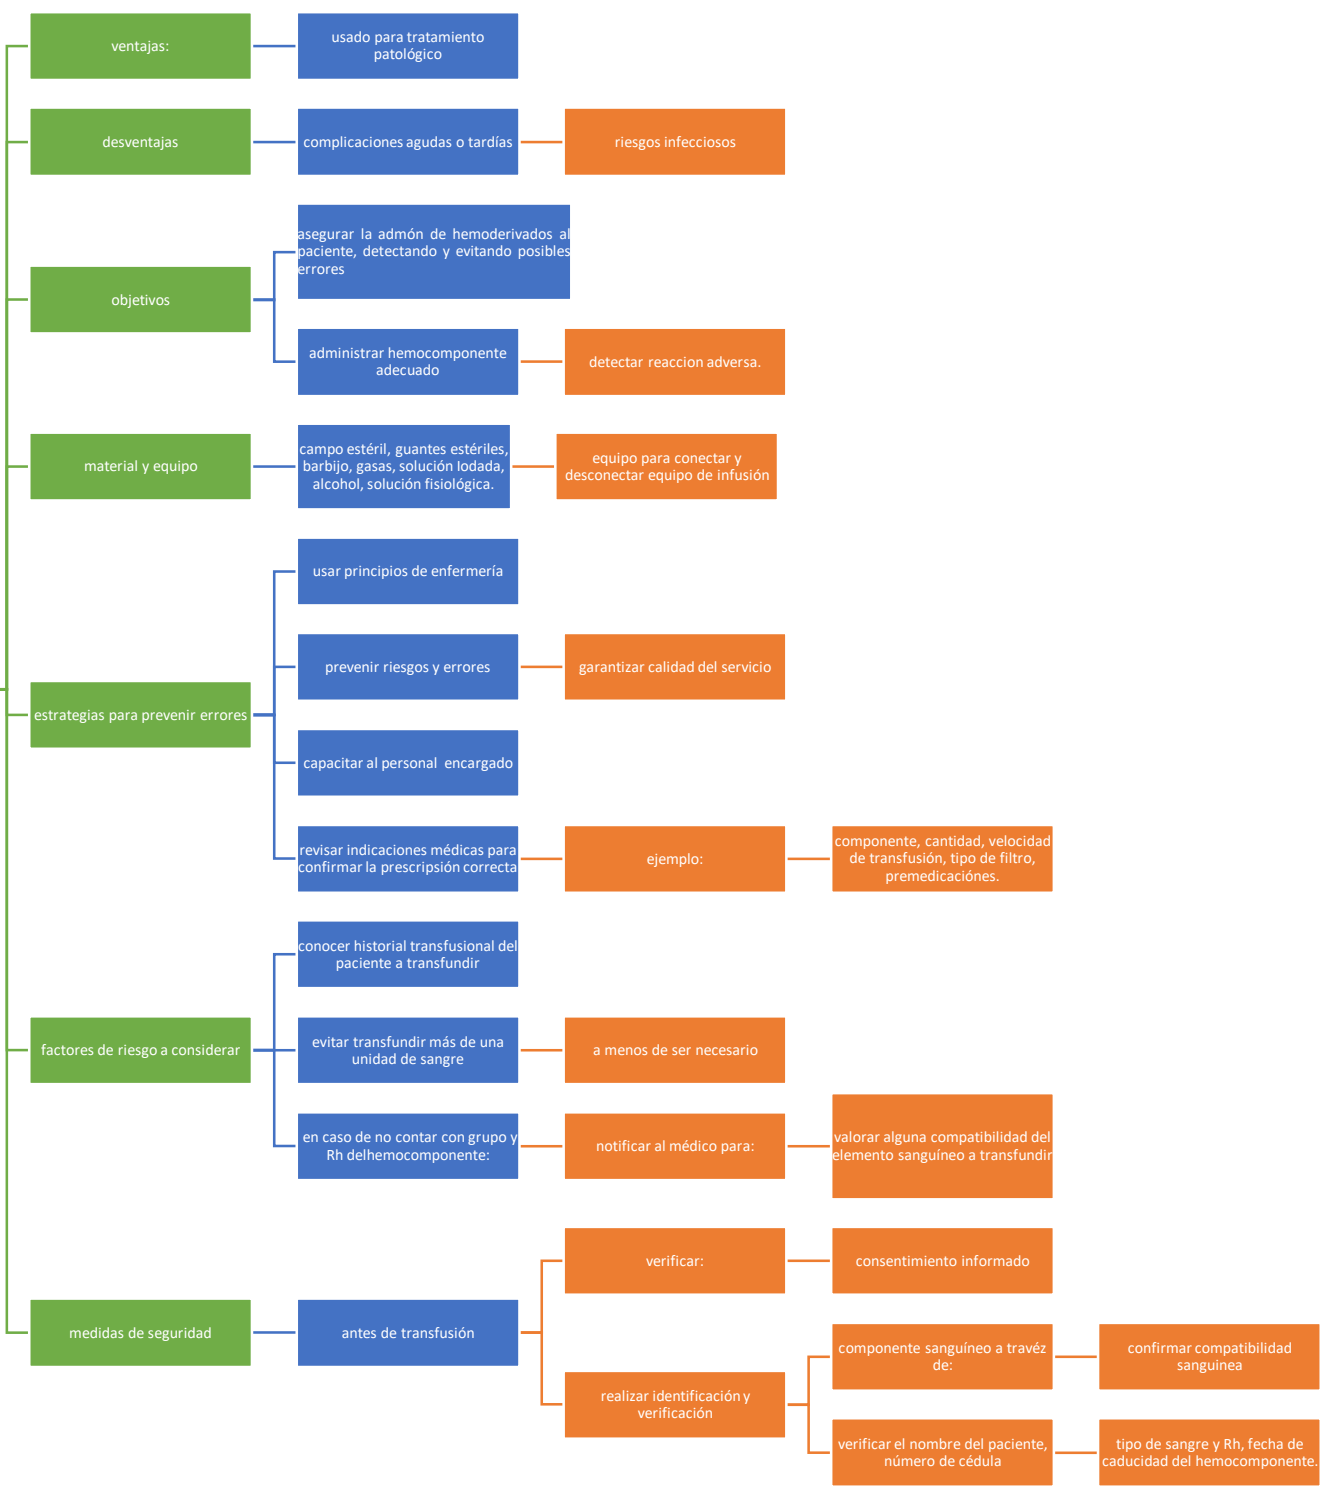 ventajas:
usado para tratamiento
patológico
desventajas
complicaciones agudas o tardías
riesgos infecciosos
objetivos
asegurar la admón de hemoderivados al
paciente, detectando y evitando posibles
errores
administrar hemocomponente
adecuado
detectar reaccion adversa.
material y equipo
campo estéril, guantes estériles,
barbijo, gasas, solución Iodada,
alcohol, solución fisiológica.
equipo para conectar y
desconectar equipo de infusión
estrategias para prevenir errores
usar principios de enfermería
prevenir riesgos y errores
garantizar calidad del servicio
capacitar al personal  encargado
revisar indicaciones médicas para
confirmar la prescripsión correcta
ejemplo:
componente, cantidad, velocidad
de transfusión, tipo de filtro,
premedicaciónes.
factores de riesgo a considerar
conocer historial transfusional del
paciente a transfundir
evitar transfundir más de una
unidad de sangre
a menos de ser necesario
en caso de no contar con grupo y
Rh delhemocomponente:
notificar al médico para:
valorar alguna compatibilidad del
elemento sanguíneo a transfundir
medidas de seguridad
antes de transfusión
verificar:
consentimiento informado
realizar identificación y
verificación
componente sanguíneo a travéz
de:
confirmar compatibilidad
sanguinea
verificar el nombre del paciente,
número de cédula
tipo de sangre y Rh, fecha de
caducidad del hemocomponente.